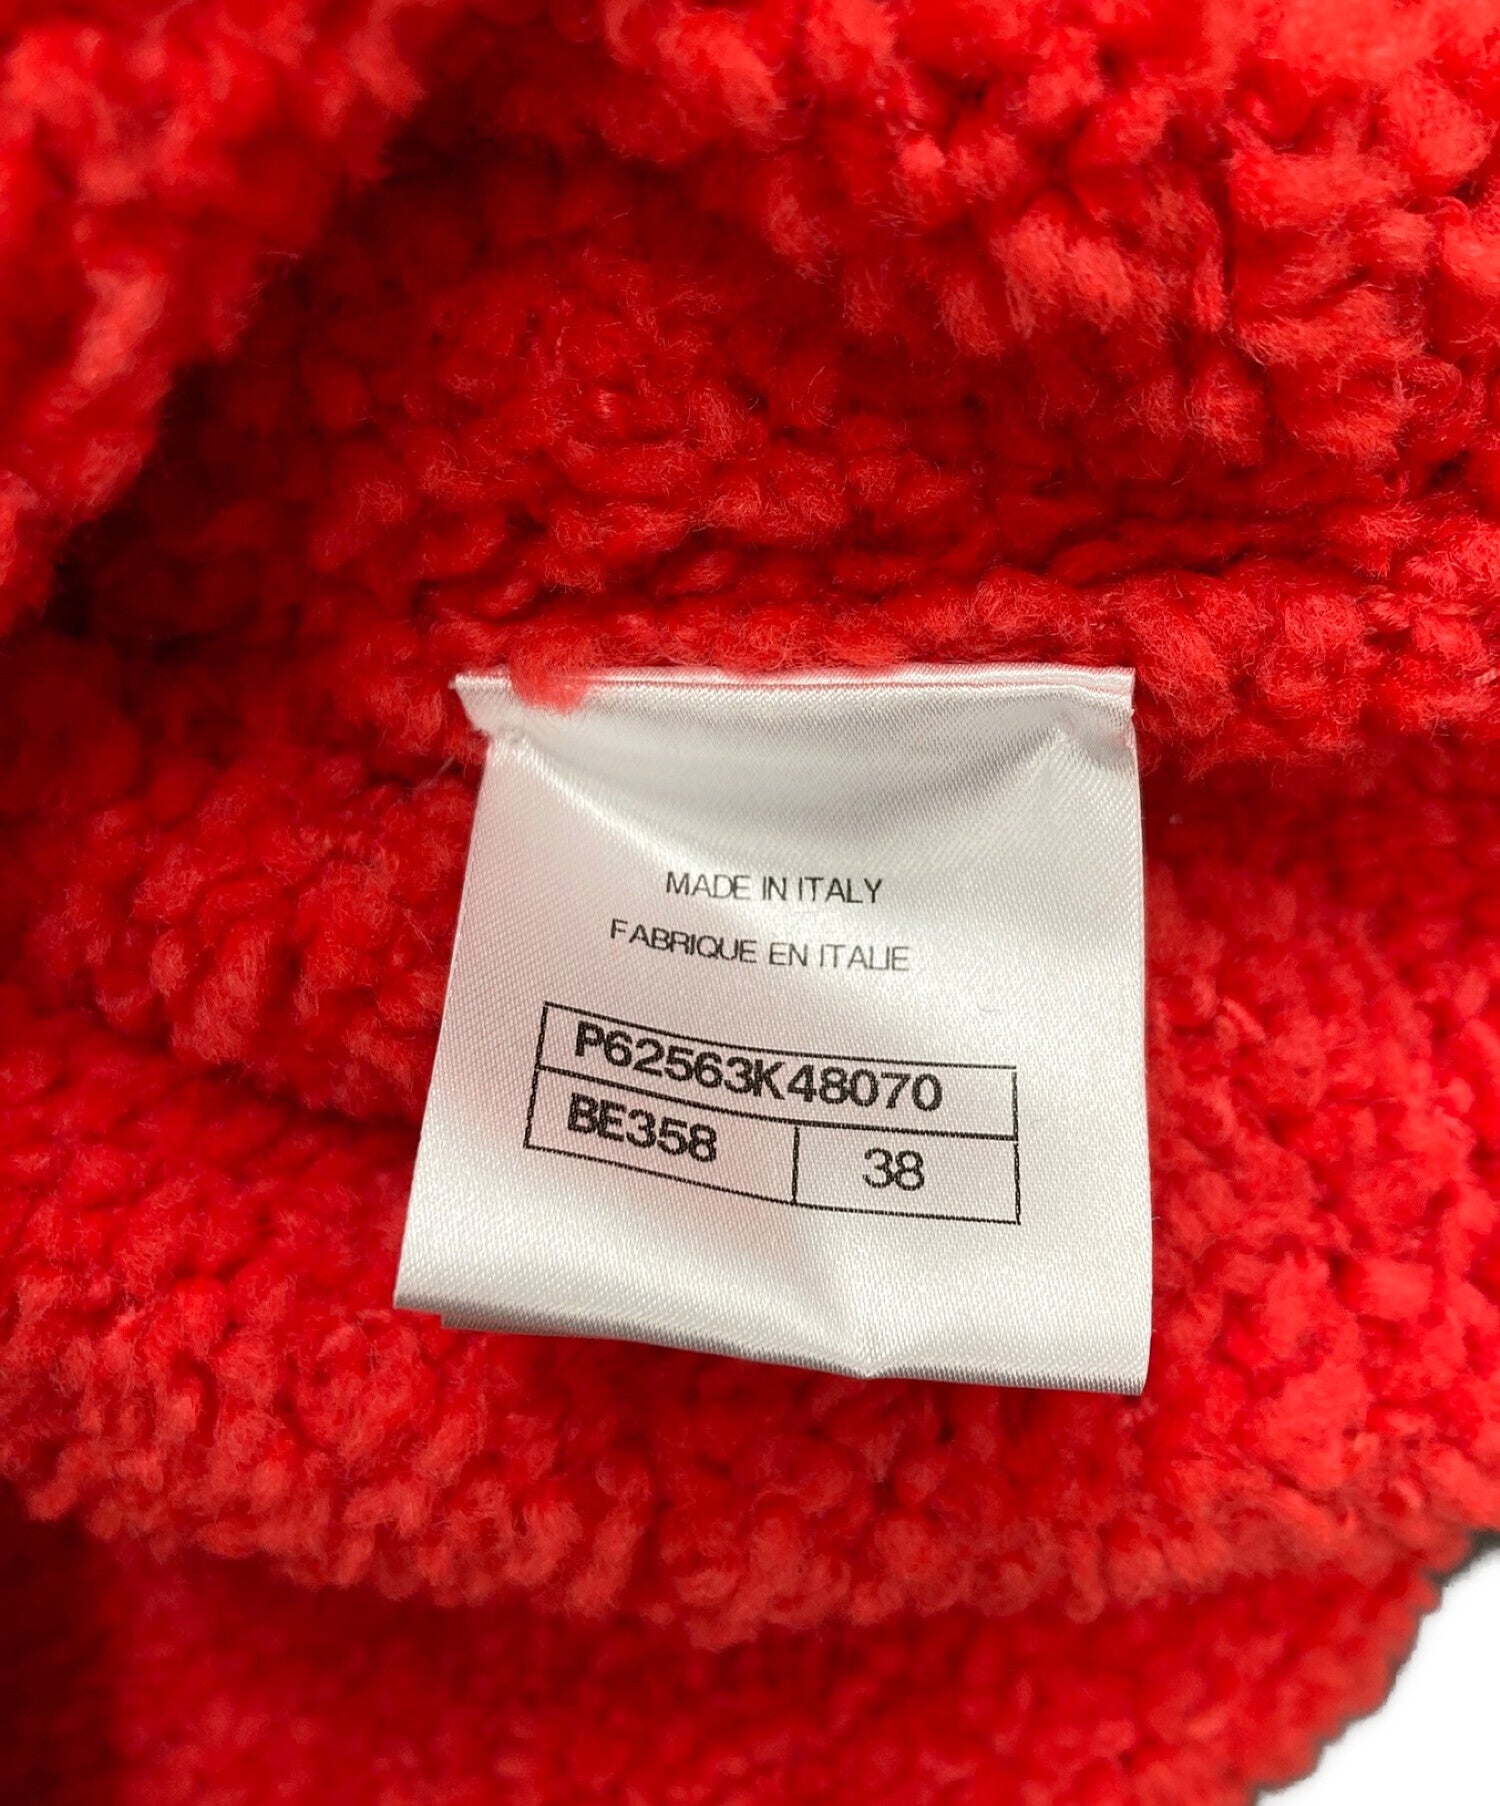 MADE IN ITALY
FABRIQUE EN ITALIE
P62563K48070
BE358 38